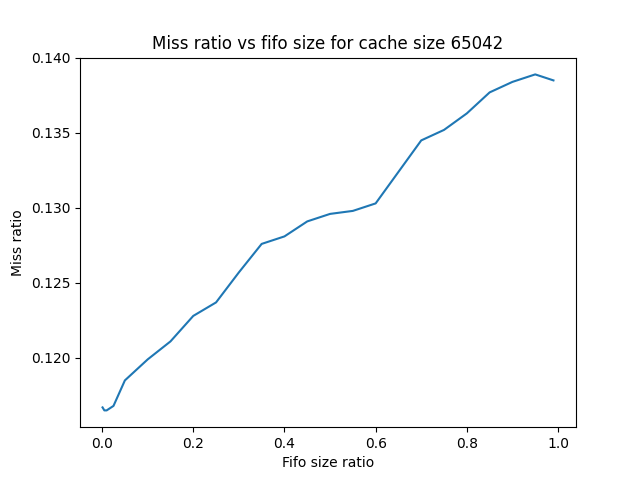 Miss ratio vs fifo size for cache size 65042
0.140
0.135
0.130
0.125
0.120
Miss ratio
0.0 0.2 0.4 0.6 0.8 1.0
Fifo size ratio